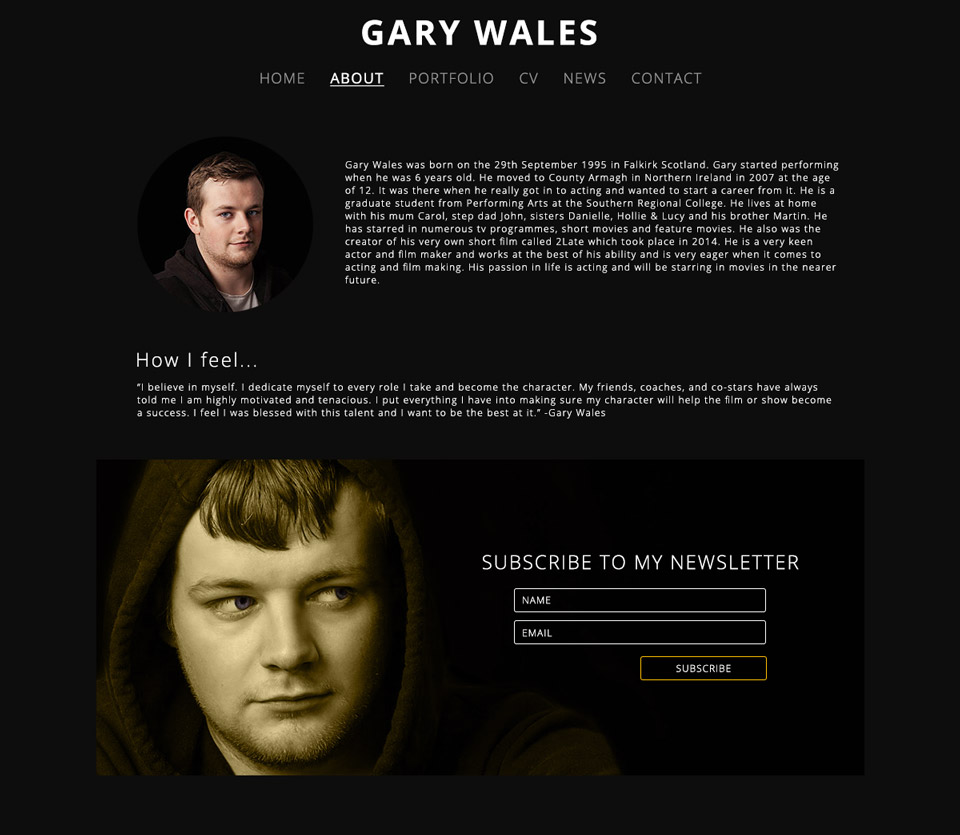 GARY WALES
HOME ABOUT PORTFOLIO CV NEWS CONTACT
Gary Wales was born on the 29th September 1995 in Falkirk Scotland. Gary started performing
when he was 6 years old. He moved to County Armagh in Northern Ireland in 2007 at the age
of 12. It was there when he really got in to acting and wanted to start a career from it. He is a
graduate student from Performing Arts at the Southern Regional College. He lives at home
with his mum Carol, step dad John, sisters Danielle, Hollie & Lucy and his brother Martin. He
has starred in numerous tv programmes, short movies and feature movies. He also was the
creator of his very own short film called 2Late which took place in 2014. He is a very keen
actor and film maker and works at the best of his ability and is very eager when it comes to
acting and film making. His passion in life is acting and will be starring in movies in the nearer
future.
How I feel...
“I believe in myself. I dedicate myself to every role I take and become the character. My friends, coaches, and co-stars have always
told me I am highly motivated and tenacious. I put everything I have into making sure my character will help the film or show become
a success. I feel I was blessed with this talent and I want to be the best at it.” -Gary Wales
SUBSCRIBE TO MY NEWSLETTER
NAME
EMAIL
SUBSCRIBE